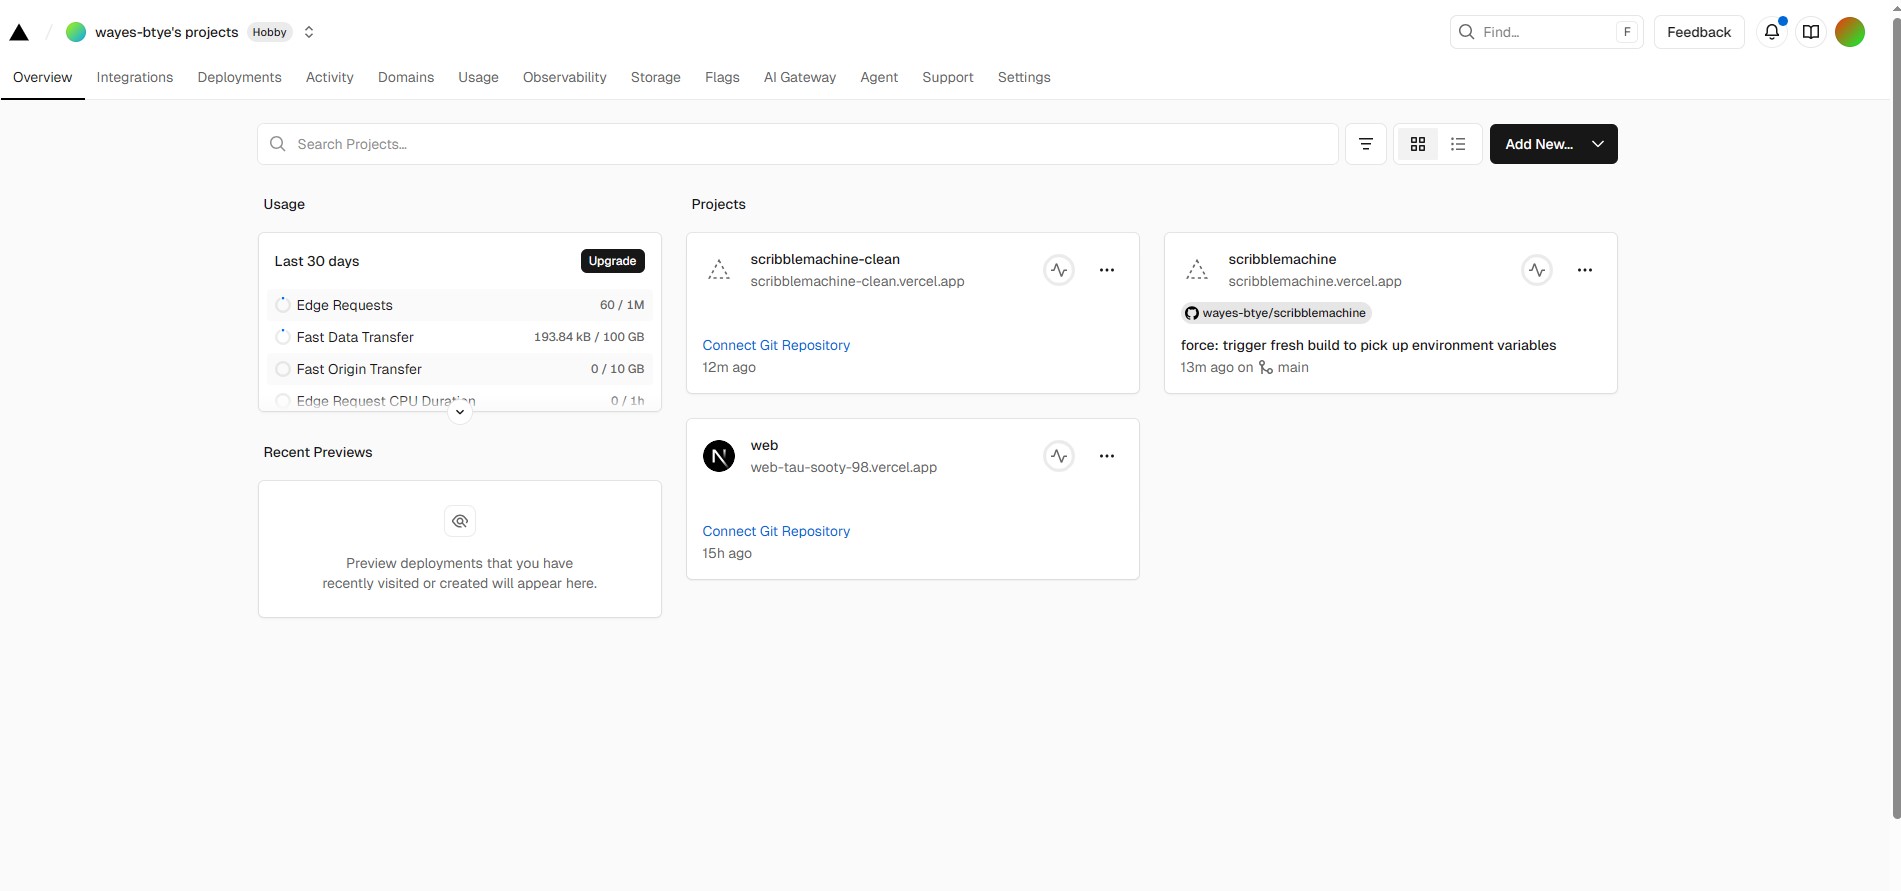 wayes-btye's projects Hobby
Find... F
Feedback
Overview Integrations Deployments Activity Domains Usage Observability Storage Flags AI Gateway Agent Support Settings
Search Projects...
Add New...
Usage
Last 30 days
Upgrade
Edge Requests 60 / 1M
Fast Data Transfer 193.84 kB / 100 GB
Fast Origin Transfer 0 / 10 GB
Edge Request CPU Duration 0 / 1h
Recent Previews
Preview deployments that you have
recently visited or created will appear here.
Projects
scribblemachine-clean
scribblemachine-clean.vercel.app
Connect Git Repository
12m ago
scribblemachine
scribblemachine.vercel.app
wayes-btye/scribblemachine
force: trigger fresh build to pick up environment variables
13m ago on main
web
web-tau-sooty-98.vercel.app
Connect Git Repository
15h ago